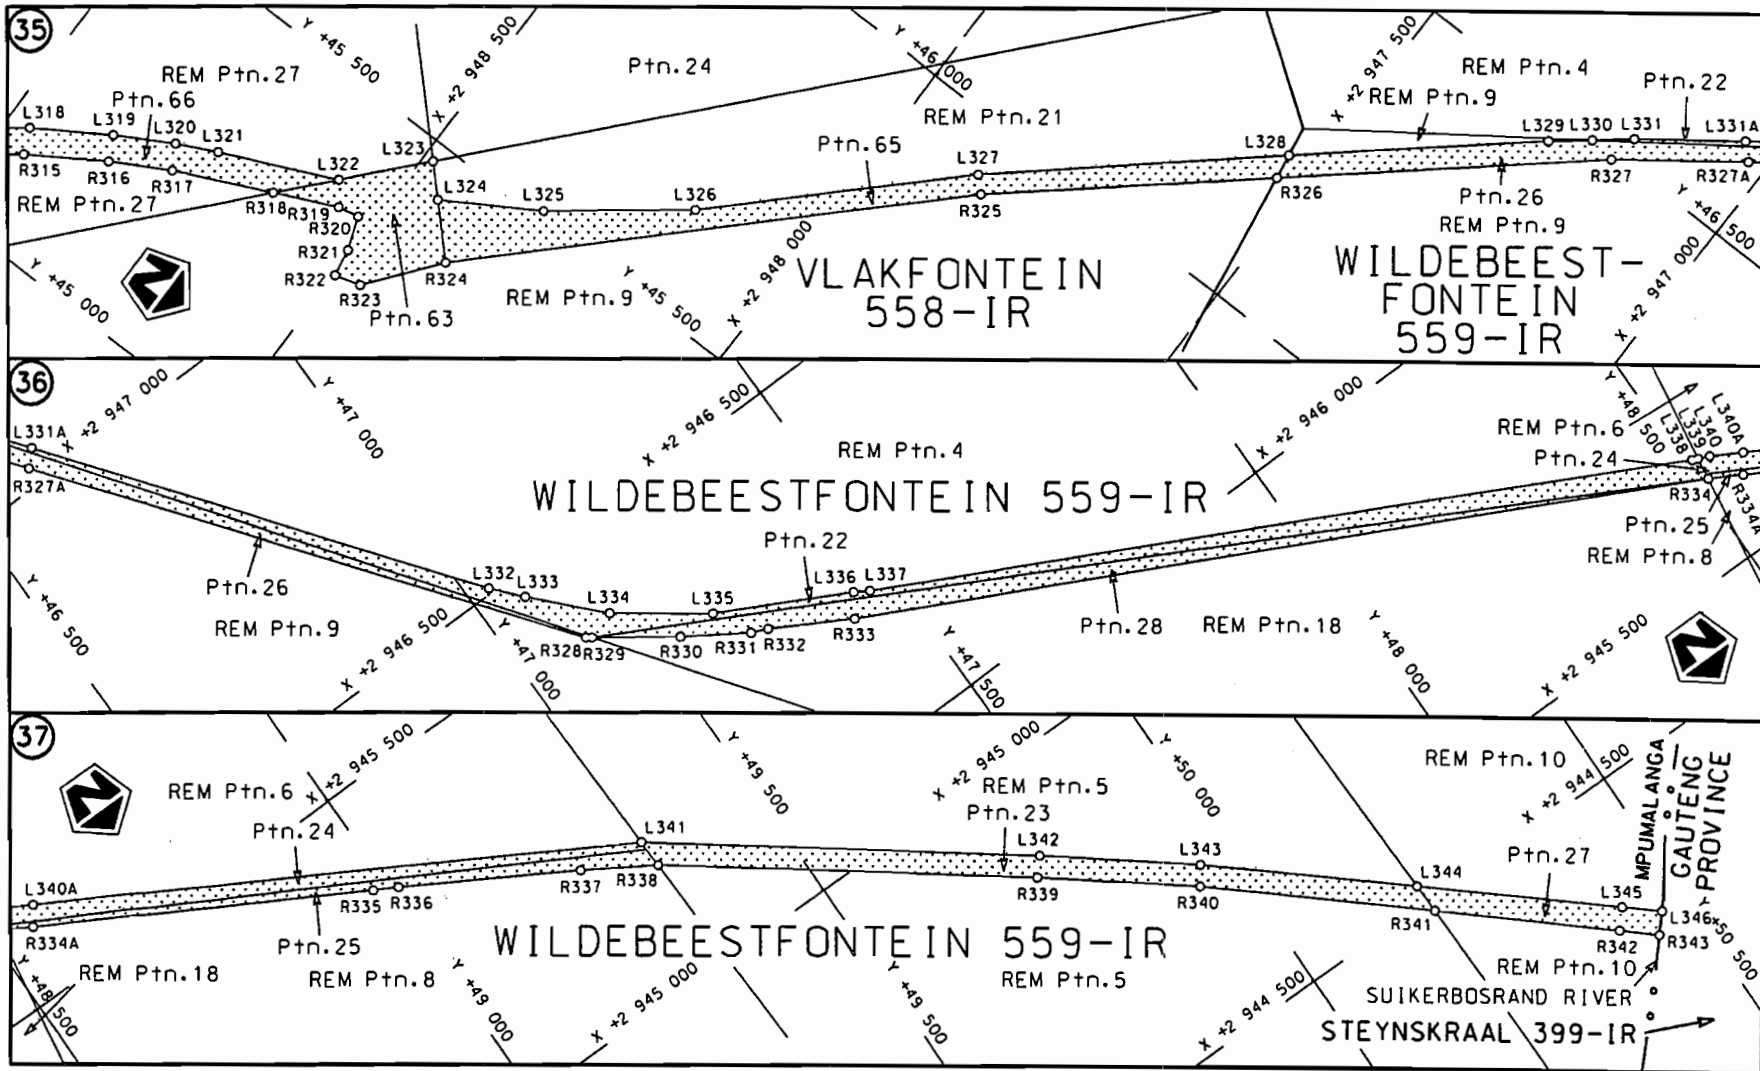 35
Y +45 500
X +2 948 500
Y +46 000
X +2 947 500
REM Ptn.27
Ptn.24
REM Ptn.4
Ptn.66
Ptn.22
REM Ptn.9
REM Ptn.21
L318
L319
L320
L321
L322
L323
L324
L325
L326
L327
L328
L329
L330
L331
L331A
Ptn.65
R315
R316
R317
R318
R319
R320
R321
R322
R323
R324
R325
R326
R327
R327A
REM Ptn.27
Ptn.26
REM Ptn.9
Y +46 500
Y +45 000
Ptn.63
REM Ptn.9
Y +45 500
X +2 948 000
VLAKFONTEIN
558-IR
WILDEBEEST-
FONTEIN
559-IR
X +2 947 000
36
X +2 947 000
Y +47 000
X +2 946 500
X +2 946 000
Y +48 500
REM Ptn.4
REM Ptn.6
Ptn.24
L331A
L332
L333
L334
L335
L336
L337
L338
L339
L340
L340A
WILDEBEESTFONTEIN 559-IR
R327A
R328
R329
R330
R331
R332
R333
R334
R334A
Ptn.22
Ptn.25
REM Ptn.8
Ptn.26
REM Ptn.9
Ptn.28
REM Ptn.18
Y +46 500
X +2 946 500
Y +47 000
Y +47 500
Y +48 000
X +2 945 500
37
X +2 945 500
Y +49 500
X +2 945 000
Y +50 000
X +2 944 500
REM Ptn.6
REM Ptn.5
REM Ptn.10
MPUMALANGA
GAUTENG
PROVINCE
Ptn.24
Ptn.23
Ptn.27
L340A
L341
L342
L343
L344
L345
L346
R334A
R335
R336
R337
R338
R339
R340
R341
R342
R343
Y +50 500
Ptn.25
WILDEBEESTFONTEIN 559-IR
REM Ptn.18
REM Ptn.8
REM Ptn.5
REM Ptn.10
Y +48 500
Y +49 000
X +2 945 000
Y +49 500
X +2 944 500
SUIKERBOSRAND RIVER
STEYNSKRAAL 399-IR